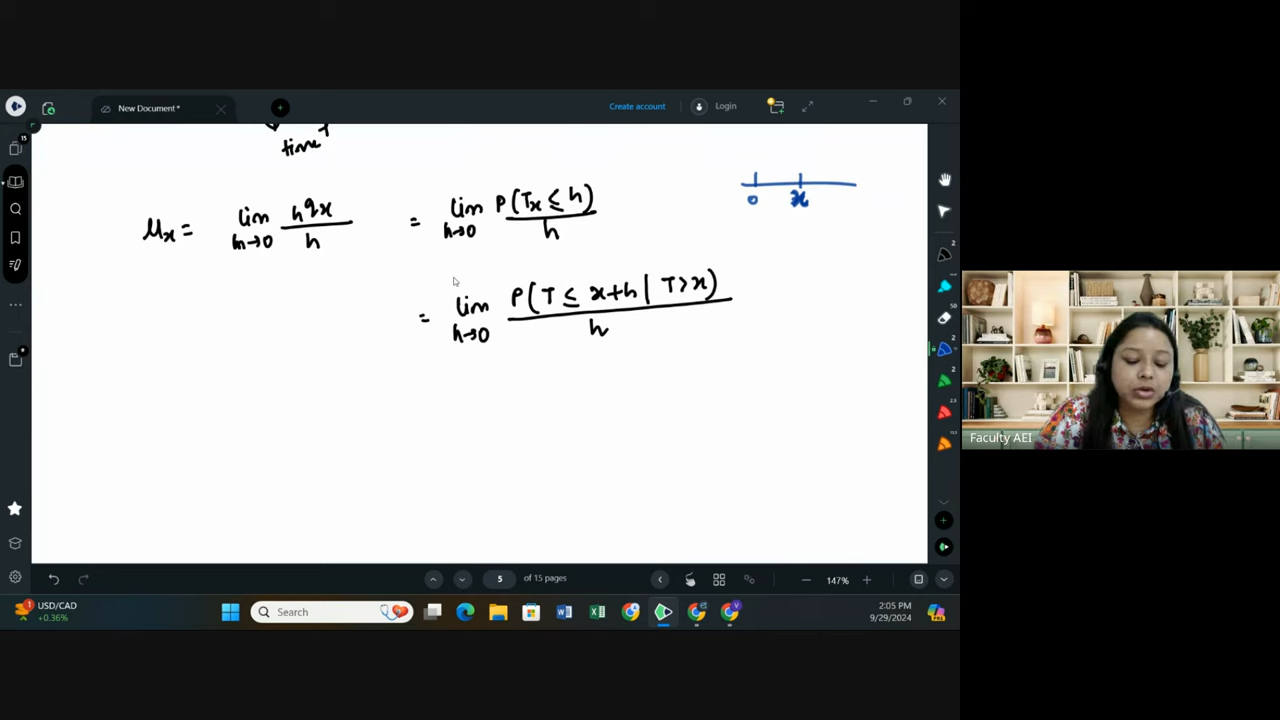 New Document*
Create account
Login
15
time
μx = lim h→0 hqx / h = lim h→0 P(Tx ≤ h) / h
0 x
= lim h→0 P(T ≤ x+h | T>x) / h
Faculty AEI
5 of 15 pages
147%
USD/CAD
+0.36%
Search
2:05 PM
9/29/2024